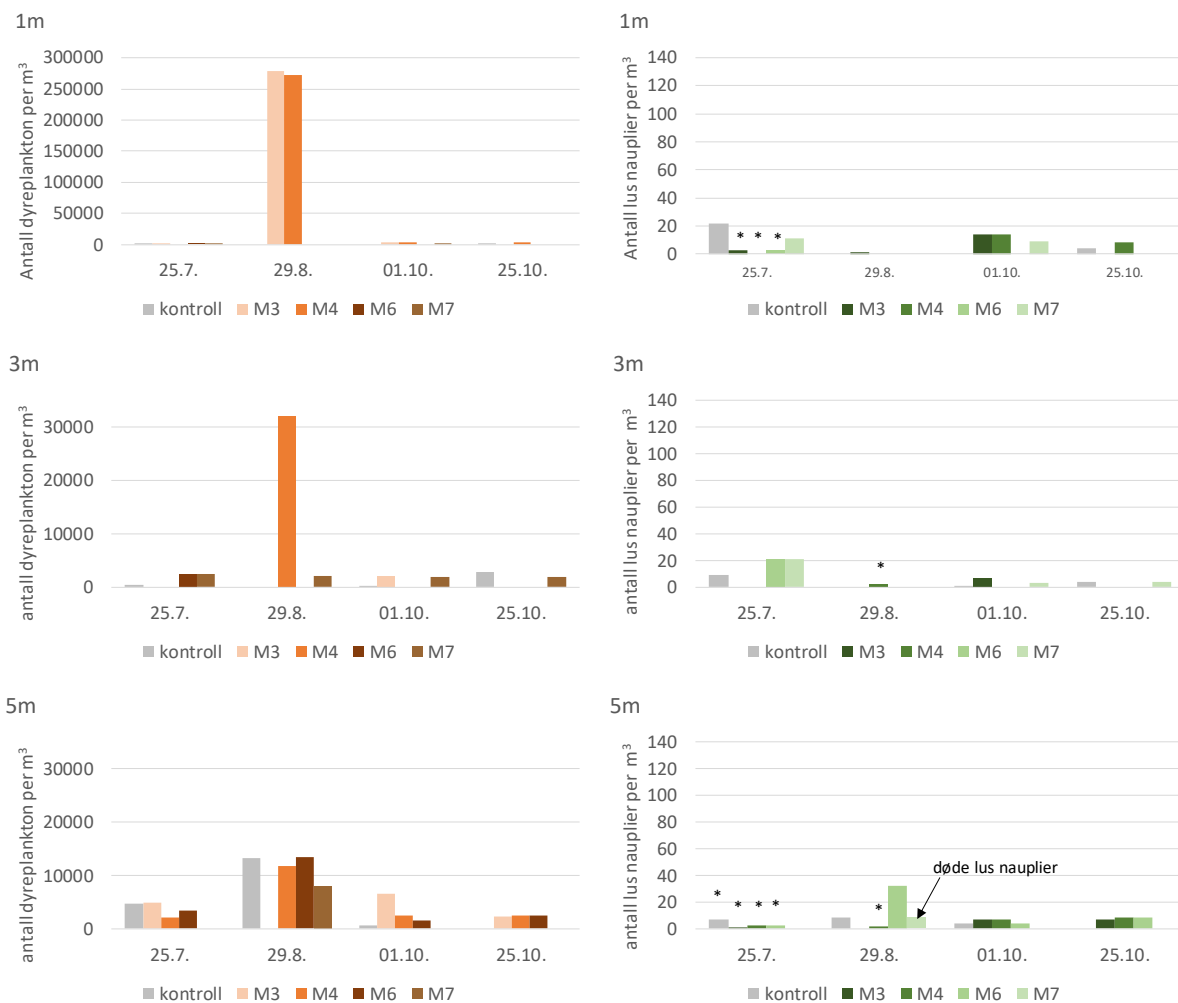 1m
Antall dyreplankton per m³
300000
250000
200000
150000
100000
50000
0
25.7. 29.8. 01.10. 25.10.
kontroll M3 M4 M6 M7
1m
Antall lus nauplier per m³
140
120
100
80
60
40
20
0
* * *
25.7. 29.8. 01.10. 25.10.
kontroll M3 M4 M6 M7
3m
antall dyreplankton per m³
30000
20000
10000
0
25.7. 29.8. 01.10. 25.10.
kontroll M3 M4 M6 M7
3m
antall lus nauplier per m³
140
120
100
80
60
40
20
0
*
25.7. 29.8. 01.10. 25.10.
kontroll M3 M4 M6 M7
5m
antall dyreplankton per m³
30000
20000
10000
0
25.7. 29.8. 01.10. 25.10.
kontroll M3 M4 M6 M7
5m
antall lus nauplier per m³
140
120
100
80
60
40
20
0
døde lus nauplier
* * * * *
25.7. 29.8. 01.10. 25.10.
kontroll M3 M4 M6 M7